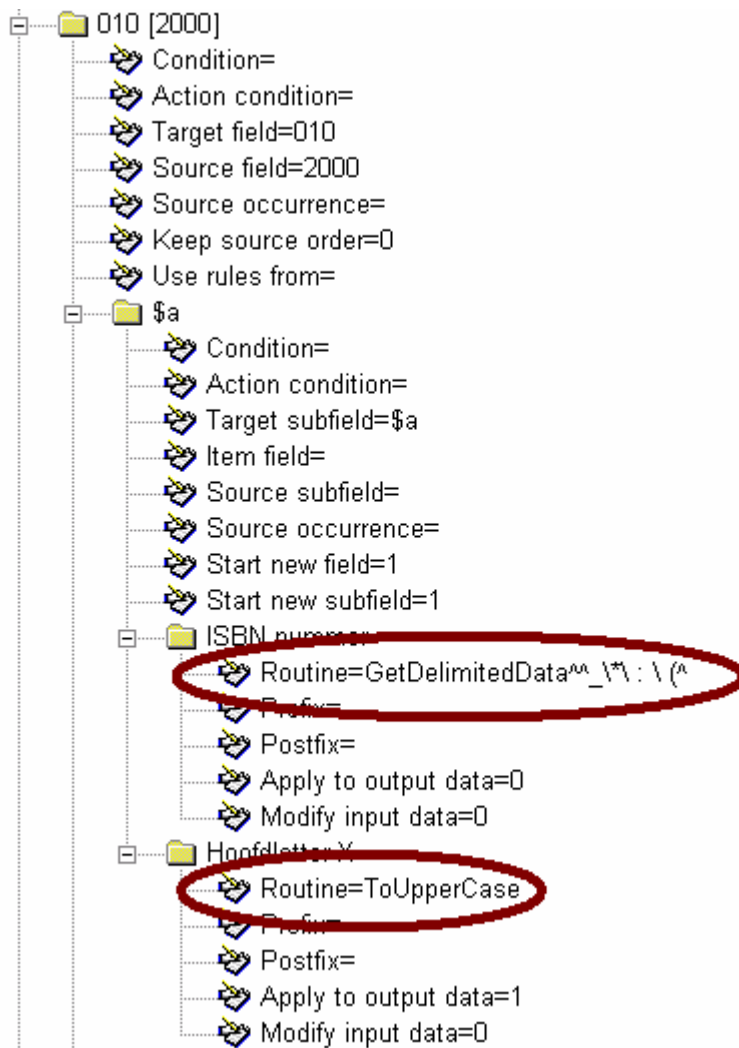 010 [2000]
Condition=
Action condition=
Target field=010
Source field=2000
Source occurrence=
Keep source order=0
Use rules from=
$a
Condition=
Action condition=
Target subfield=$a
Item field=
Source subfield=
Source occurrence=
Start new field=1
Start new subfield=1
ISBN nummer
Routine=GetDelimitedData^^_\*\ : \ (^
Prefix=
Postfix=
Apply to output data=0
Modify input data=0
Hoofdletter X
Routine=ToUpperCase
Prefix=
Postfix=
Apply to output data=1
Modify input data=0